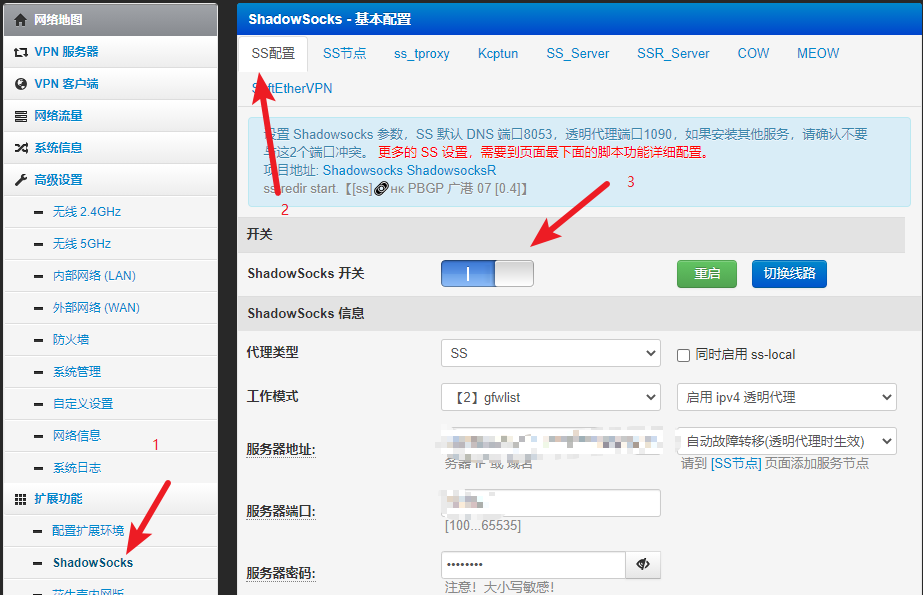 网络地图
VPN 服务器
VPN 客户端
网络流量
系统信息
高级设置
无线 2.4GHz
无线 5GHz
内部网络 (LAN)
外部网络 (WAN)
防火墙
系统管理
自定义设置
网络信息
1
系统日志
扩展功能
配置扩展环境
ShadowSocks
花生壳内网版
ShadowSocks - 基本配置
SS配置 SS节点 ss_tproxy Kcptun SS_Server SSR_Server COW MEOW
SoftEtherVPN
设置 Shadowsocks 参数，SS 默认 DNS 端口8053，透明代理端口1090，如果安装其他服务，请确认不要
与这2个端口冲突。 更多的 SS 设置，需要到页面最下面的脚本功能详细配置。
项目地址: Shadowsocks ShadowsocksR
ss-redir start.【[ss]🔗HK PBGP 广港 07 [0.4]】
2
3
开关
ShadowSocks 开关 重启 切换线路
ShadowSocks 信息
代理类型 SS 同时启用 ss-local
工作模式 【2】gfwlist 启用 ipv4 透明代理
服务器地址: 自动故障转移(透明代理时生效)
务器 IP 或 域名 请到 [SS节点] 页面添加服务节点
服务器端口:
[100...65535]
服务器密码: ••••••••
注意！大小写敏感!